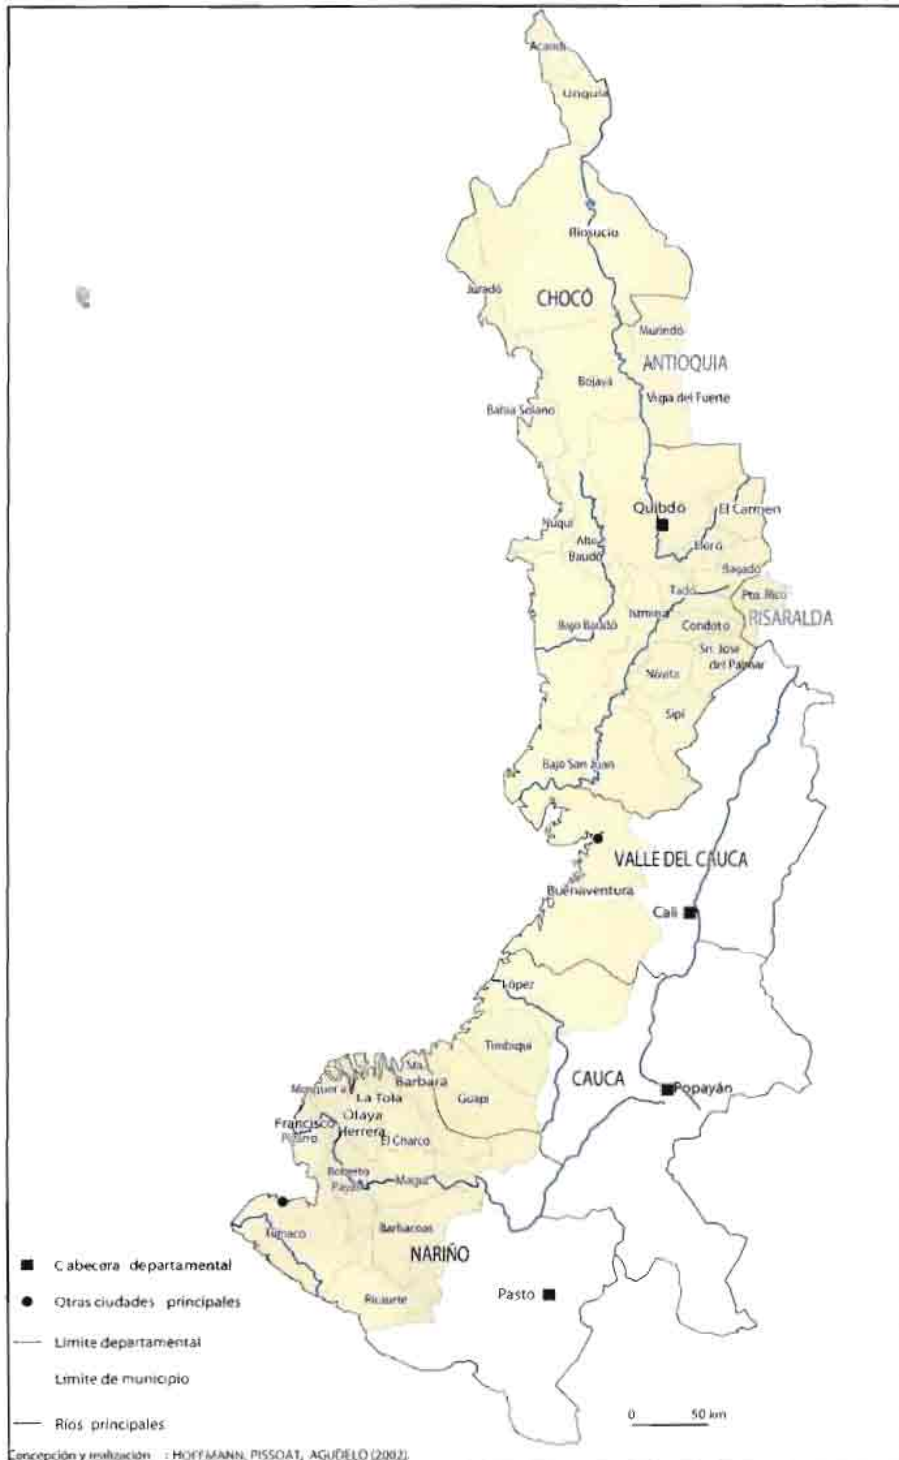 Acandí
Unguía
Riosucio
Juradó
CHOCÓ
Murindó
ANTIOQUIA
Bojayá
Vigía del Fuerte
Bahía Solano
Quibdó
El Carmen
Nuquí
Alto
Baudó
Lloró
Bagadó
Tadó
Pto. Rico
Istmina
RISARALDA
Bajo Baudó
Condoto
Sn. José
del Palmar
Nóvita
Sipí
Bajo San Juan
VALLE DEL CAUCA
Buenaventura
Cali
López
Timbiquí
Sta.
Barbara
CAUCA
Popayán
Mosquera
La Tola
Guapi
Francisco
Pizarro
Olaya
Herrera
El Charco
Roberto
Payán
Magüí
Tumaco
Barbacoas
NARIÑO
Ricaurte
Pasto
Cabecera departamental
Otras ciudades principales
Limite departamental
Limite de municipio
Ríos principales
0 50 km
Concepción y realización : HOFFMANN, PISSOAT, AGUDELO (2002).